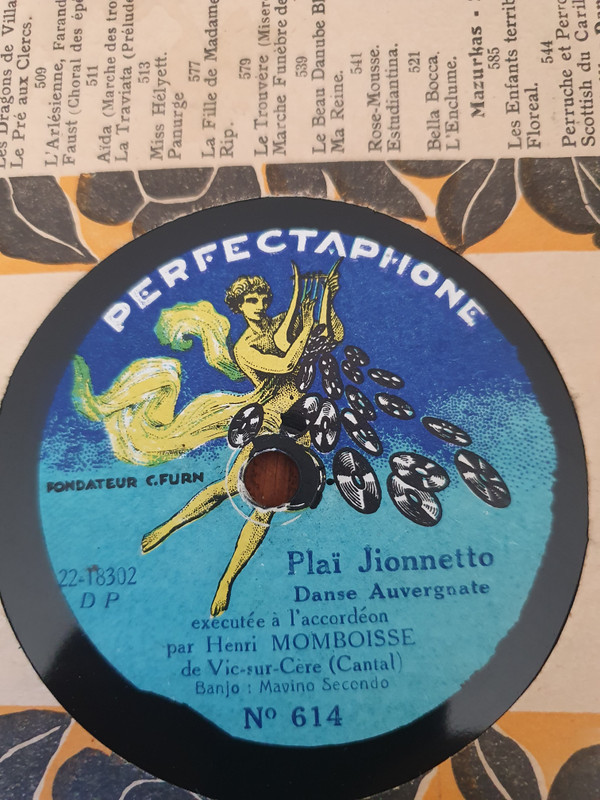 Les Dragons de Villa
Le Pré aux Clercs.
509
L'Arlésienne, Farand
Faust (Choral des épé
511
Aïda (Marche des tro
La Traviata (Prélude
513
Miss Hélyett.
Panurge
577
La Fille de Madame
Rip.
579
Le Trouvère (Miser
Marche Funèbre de
539
Le Beau Danube Bl
Ma Reine.
541
Rose-Mousse.
Estudiantina.
521
Bella Bocca.
L'Enclume.
Mazurkas -
585
Les Enfants terrib
Floreal.
544
Perruche et Perro
Scottish du Caril
PERFECTAPHONE
FONDATEUR C. FURN
22-18302
D P
Plaï Jionnetto
Danse Auvergnate
exécutée à l'accordéon
par Henri MOMBOISSE
de Vic-sur-Cère (Cantal)
Banjo : Mavino Secondo
Nº 614